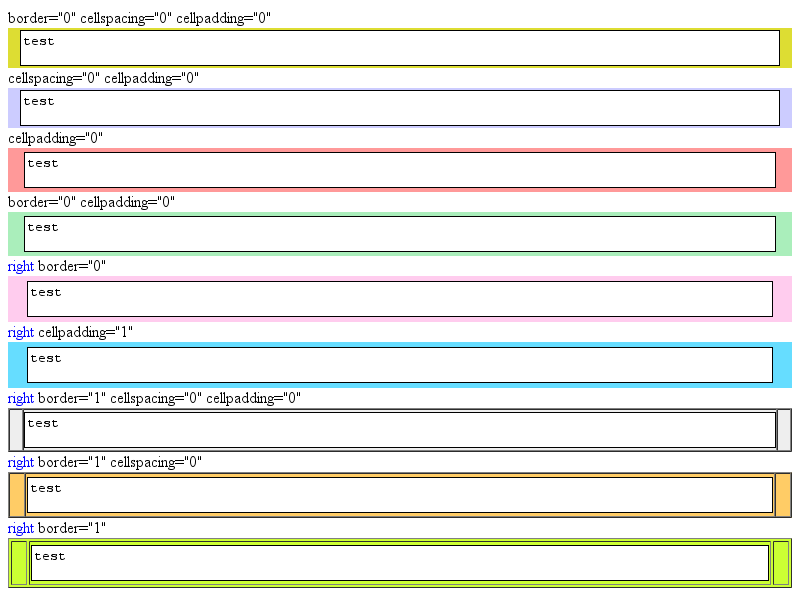 border="0" cellspacing="0" cellpadding="0"
test
cellspacing="0" cellpadding="0"
test
cellpadding="0"
test
border="0" cellpadding="0"
test
right border="0"
test
right cellpadding="1"
test
right border="1" cellspacing="0" cellpadding="0"
test
right border="1" cellspacing="0"
test
right border="1"
test